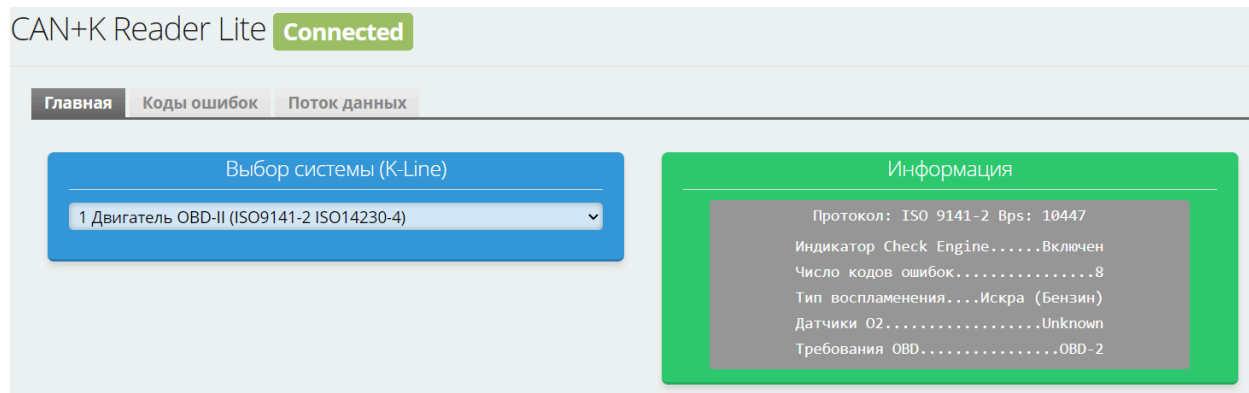 CAN+K Reader Lite Connected
Главная Коды ошибок Поток данных
Выбор системы (K-Line)
1 Двигатель OBD-II (ISO9141-2 ISO14230-4)
Информация
Протокол: ISO 9141-2 Bps: 10447
Индикатор Check Engine......Включен
Число кодов ошибок................8
Тип воспламенения....Искра (Бензин)
Датчики O2..................Unknown
Требования OBD................OBD-2